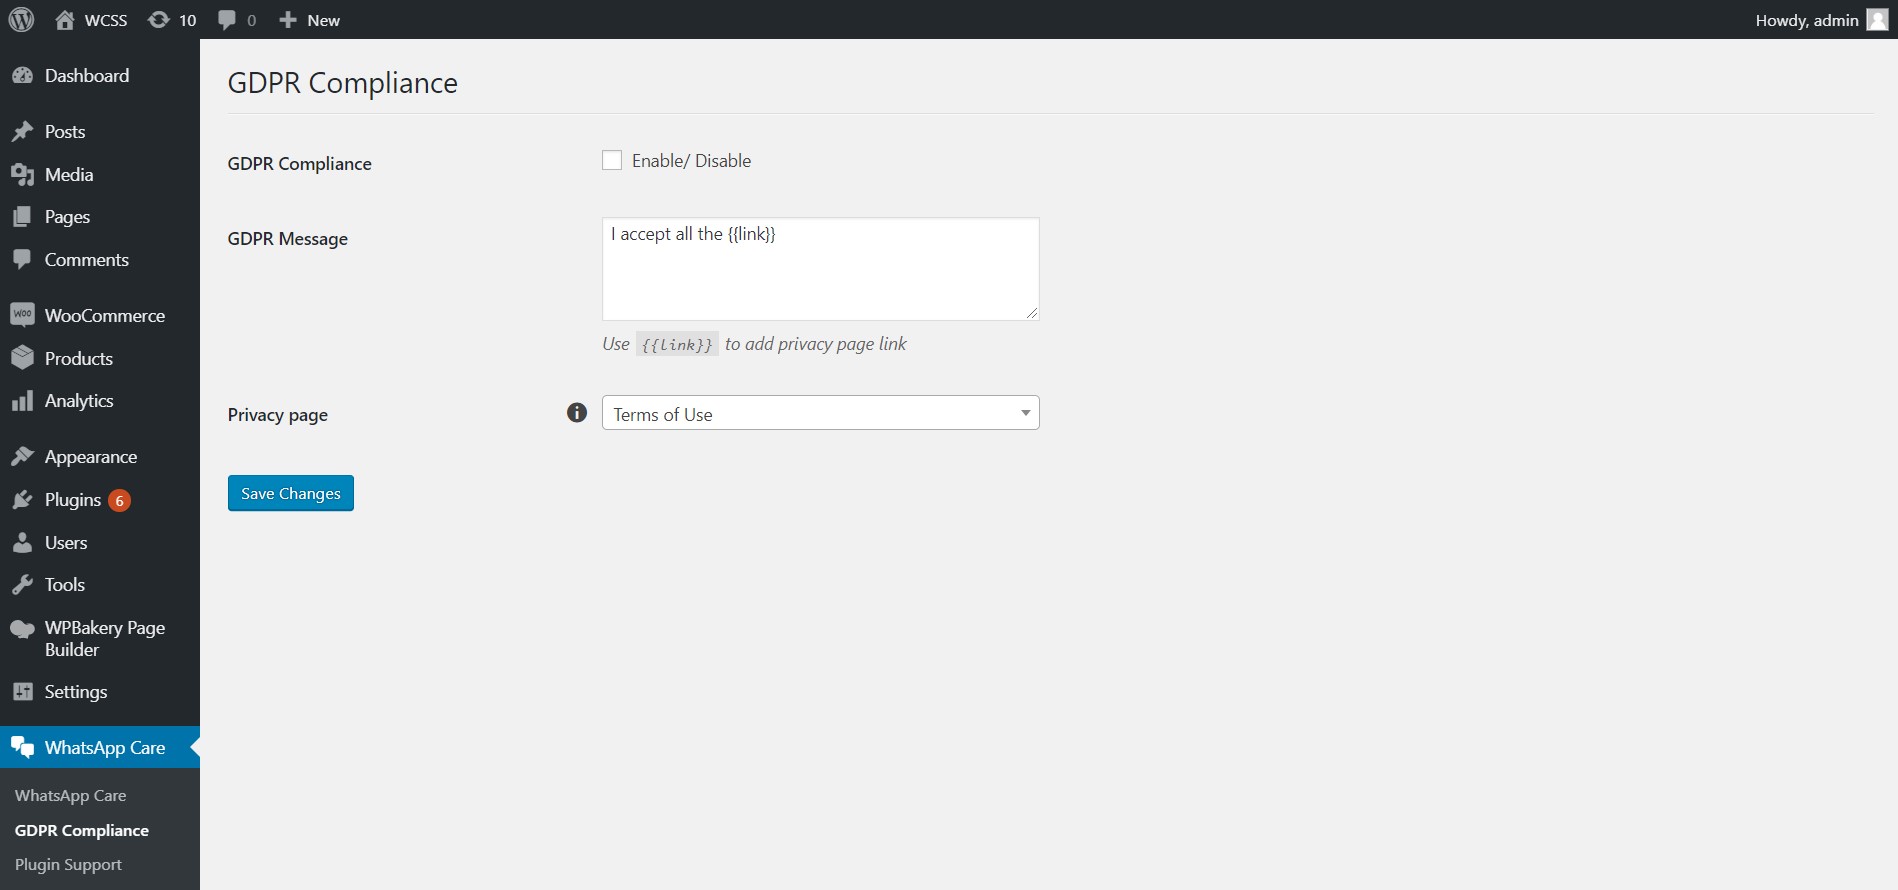 WCSS 10 0 New Howdy, admin
Dashboard
Posts
Media
Pages
Comments
WOO WooCommerce
Products
Analytics
Appearance
Plugins 6
Users
Tools
WPBakery Page
Builder
Settings
WhatsApp Care
WhatsApp Care
GDPR Compliance
Plugin Support
GDPR Compliance
GDPR Compliance Enable/ Disable
GDPR Message I accept all the {{link}}
Use {{link}} to add privacy page link
Privacy page Terms of Use
Save Changes